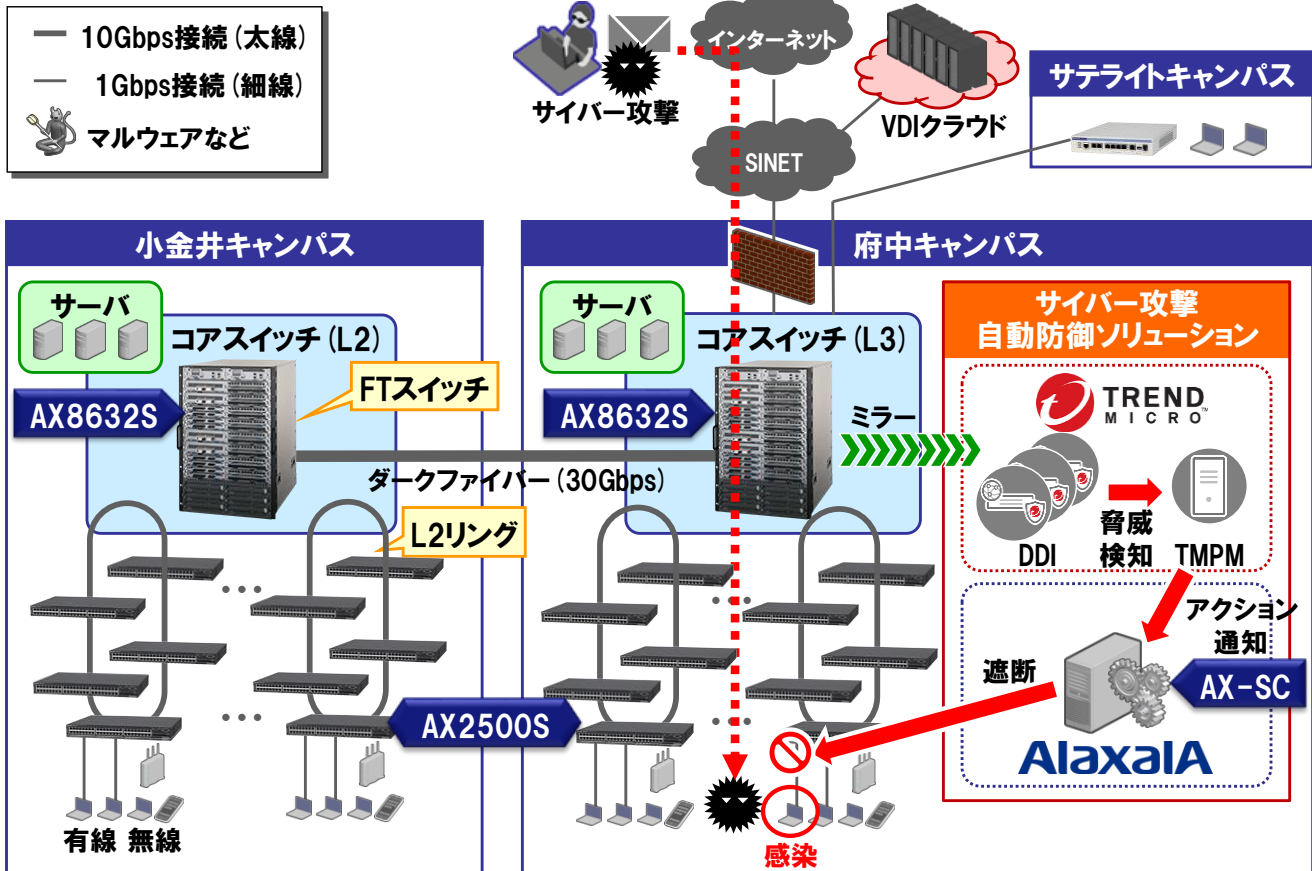 10Gbps接続(太線)
1Gbps接続(細線)
マルウェアなど
サイバー攻撃
インターネット
VDIクラウド
SINET
サテライトキャンパス
小金井キャンパス
サーバ
コアスイッチ(L2)
AX8632S
FTスイッチ
ダークファイバー(30Gbps)
L2リング
AX2500S
有線 無線
府中キャンパス
サーバ
コアスイッチ(L3)
AX8632S
ミラー
感染
サイバー攻撃
自動防御ソリューション
TREND
MICRO™
DDI
脅威
検知
TMPM
アクション
通知
遮断
AX-SC
AlaxalA